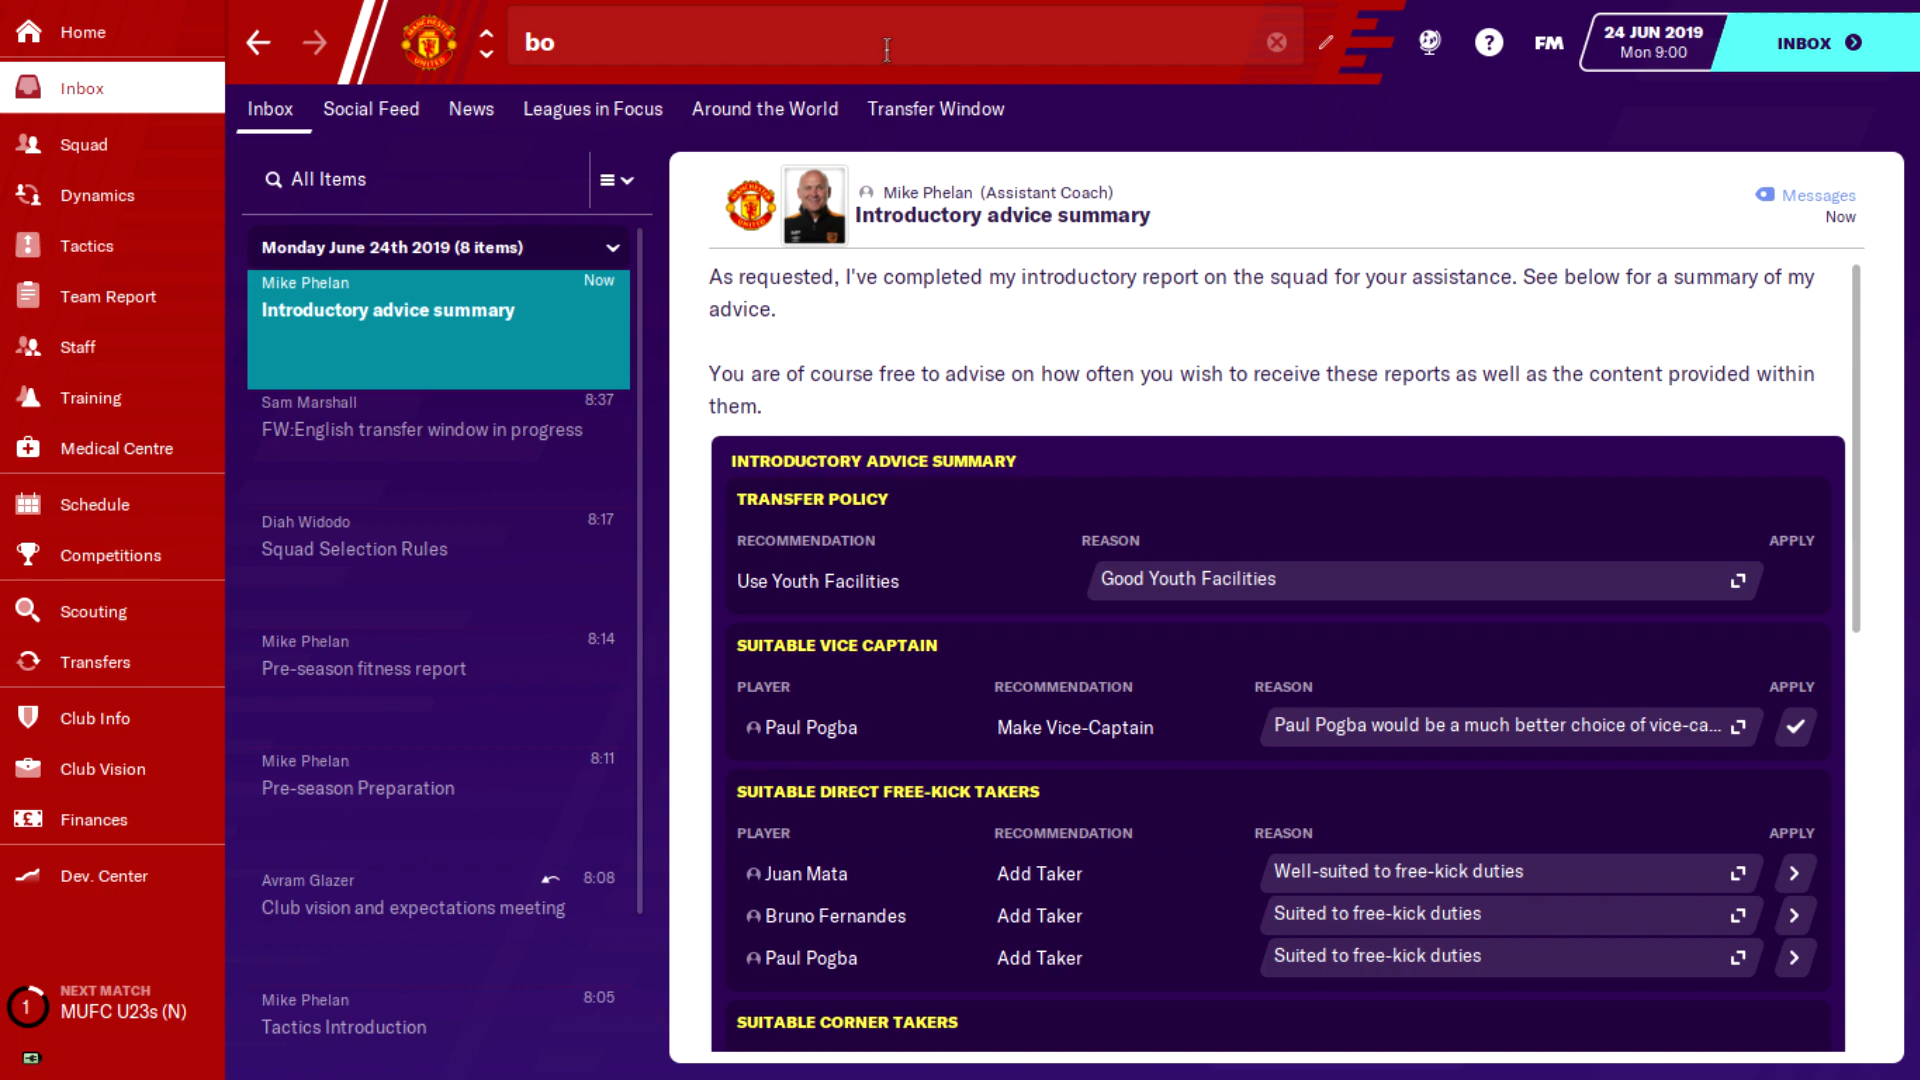 Home
bo
FM
24 JUN 2019
Mon 9:00
INBOX
Inbox
Inbox
Social Feed
News
Leagues in Focus
Around the World
Transfer Window
Squad
Dynamics
Tactics
Team Report
Staff
Training
Medical Centre
Schedule
Competitions
Scouting
Transfers
Club Info
Club Vision
Finances
Dev. Center
1
NEXT MATCH
MUFC U23s (N)
All Items
Monday June 24th 2019 (8 items)
Mike Phelan
Now
Introductory advice summary
Sam Marshall
8:37
FW:English transfer window in progress
Diah Widodo
8:17
Squad Selection Rules
Mike Phelan
8:14
Pre-season fitness report
Mike Phelan
8:11
Pre-season Preparation
Avram Glazer
8:08
Club vision and expectations meeting
Mike Phelan
8:05
Tactics Introduction
MANCHESTER
UNITED
Mike Phelan (Assistant Coach)
Introductory advice summary
Messages
Now
As requested, I've completed my introductory report on the squad for your assistance. See below for a summary of my
advice.
You are of course free to advise on how often you wish to receive these reports as well as the content provided within
them.
INTRODUCTORY ADVICE SUMMARY
TRANSFER POLICY
RECOMMENDATION
REASON
APPLY
Use Youth Facilities
Good Youth Facilities
SUITABLE VICE CAPTAIN
PLAYER
RECOMMENDATION
REASON
APPLY
Paul Pogba
Make Vice-Captain
Paul Pogba would be a much better choice of vice-ca...
SUITABLE DIRECT FREE-KICK TAKERS
PLAYER
RECOMMENDATION
REASON
APPLY
Juan Mata
Add Taker
Well-suited to free-kick duties
Bruno Fernandes
Add Taker
Suited to free-kick duties
Paul Pogba
Add Taker
Suited to free-kick duties
SUITABLE CORNER TAKERS